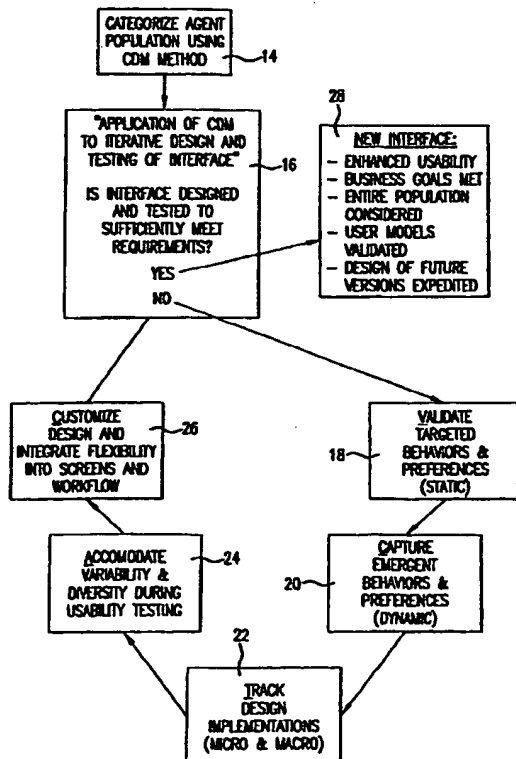 CATEGORIZE AGENT
POPULATION USING
CDM METHOD
14
"APPLICATION OF CDM
TO ITERATIVE DESIGN AND
TESTING OF INTERFACE"
16
IS INTERFACE DESIGNED
AND TESTED TO
SUFFICIENTLY MEET
REQUIREMENTS?
YES
NO
28
NEW INTERFACE:
- ENHANCED USABILITY
- BUSINESS GOALS MET
- ENTIRE POPULATION
CONSIDERED
- USER MODELS
VALIDATED
- DESIGN OF FUTURE
VERSIONS EXPEDITED
CUSTOMIZE
DESIGN AND
INTEGRATE FLEXIBILITY
INTO SCREENS AND
WORKFLOW
26
VALIDATE
TARGETED
BEHAVIORS &
PREFERENCES
(STATIC)
18
ACCOMODATE
VARIABILITY &
DIVERSITY DURING
USABILITY TESTING
24
CAPTURE
EMERGENT
BEHAVIORS &
PREFERENCES
(DYNAMIC)
20
22
TRACK
DESIGN
IMPLEMENTATIONS
(MICRO & MACRO)